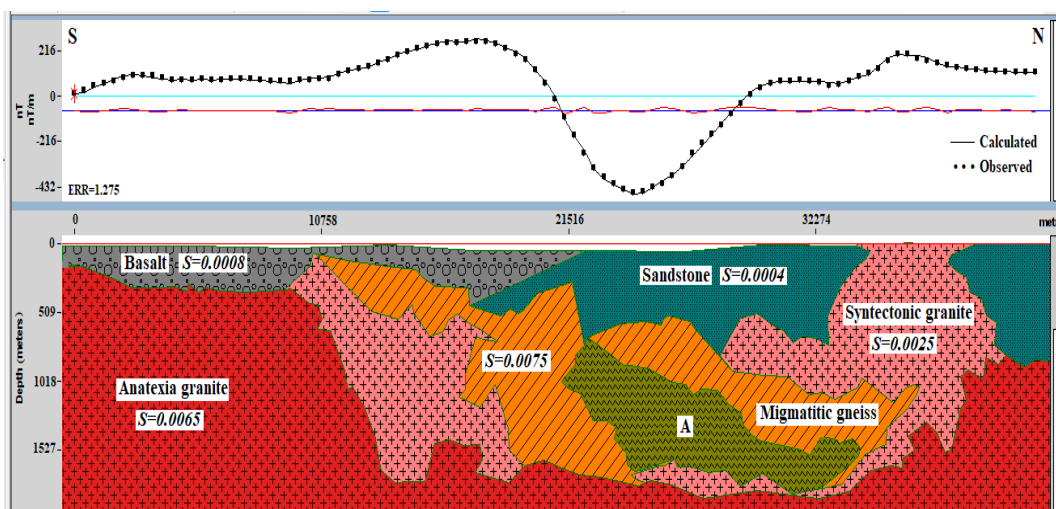 S
N
216
0
-216
-432
nT
nT/m
Calculated
Observed
ERR=1.275
0
10758
21516
32274
0
509
1018
1527
Depth (meters)
Basalt S=0.0008
Sandstone S=0.0004
Syntectonic granite
S=0.0025
S=0.0075
Anatexia granite
S=0.0065
Migmatitic gneiss
A